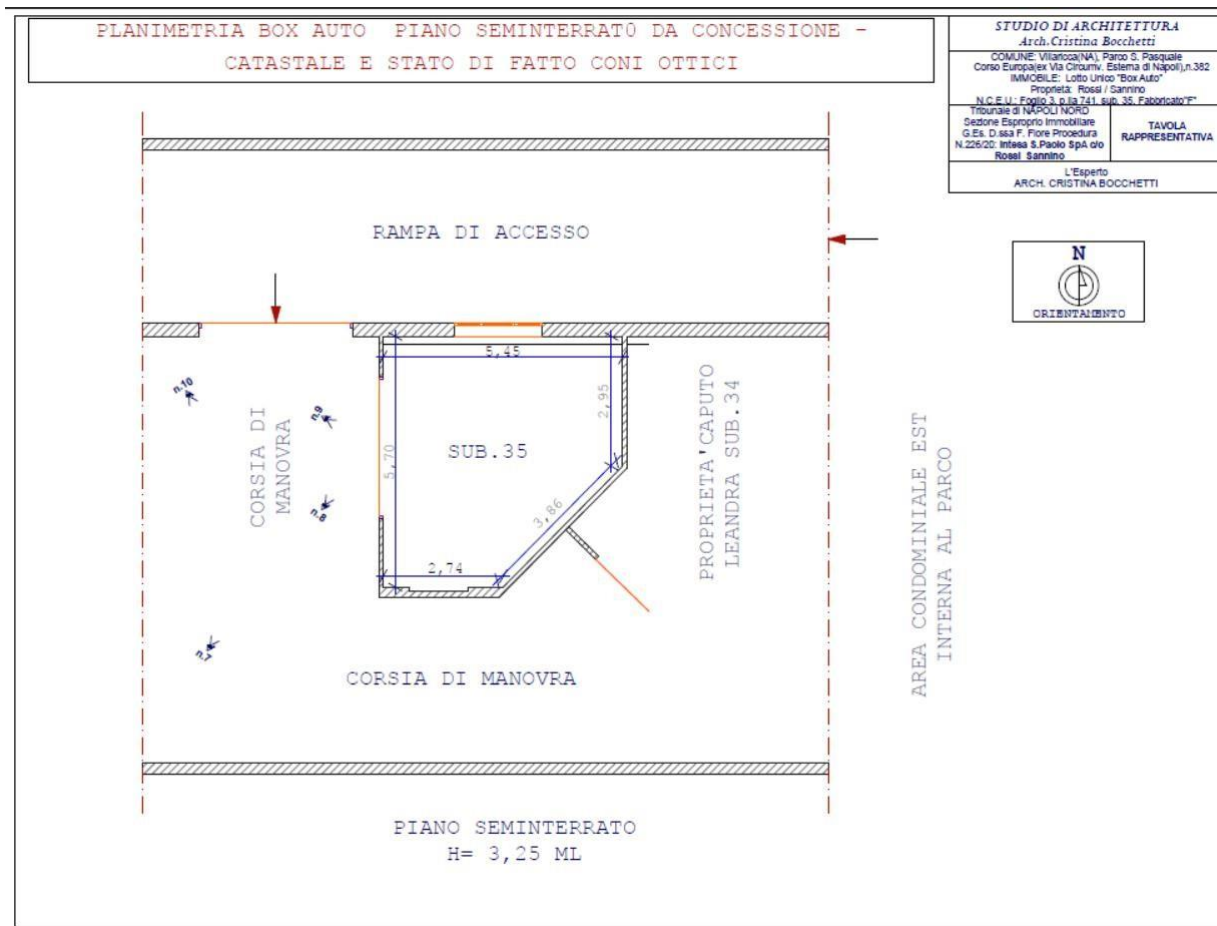 PLANIMETRIA BOX AUTO PIANO SEMINTERRAT0 DA CONCESSIONE -
CATASTALE E STATO DI FATTO CONI OTTICI
STUDIO DI ARCHITETTURA
Arch.Cristina Bocchetti
COMUNE: Villaricca(NA), Parco S. Pasquale
Corso Europa(ex Via Circumv. Esterna di Napoli),n.382
IMMOBILE: Lotto Unico "Box Auto"
Proprietà: Rossi / Sannino
N.C.E.U.: Foglio 3, p.lla 741, sub. 35, Fabbricato"F"
Tribunale di NAPOLI NORD
Sezione Esproprio Immobiliare
G.Es. D.ssa F. Fiore Procedura
N.226/20: Intesa S.Paolo SpA c/o
Rossi Sannino
TAVOLA
RAPPRESENTATIVA
L'Esperto
ARCH. CRISTINA BOCCHETTI
RAMPA DI ACCESSO
N
ORIENTAMENTO
5,45
2,95
n.10
n.9
CORSIA DI
MANOVRA
SUB.35
5,70
PROPRIETA'CAPUTO
LEANDRA SUB.34
AREA CONDOMINIALE EST
INTERNA AL PARCO
n.8
3,86
2,74
n.7
CORSIA DI MANOVRA
PIANO SEMINTERRATO
H= 3,25 ML